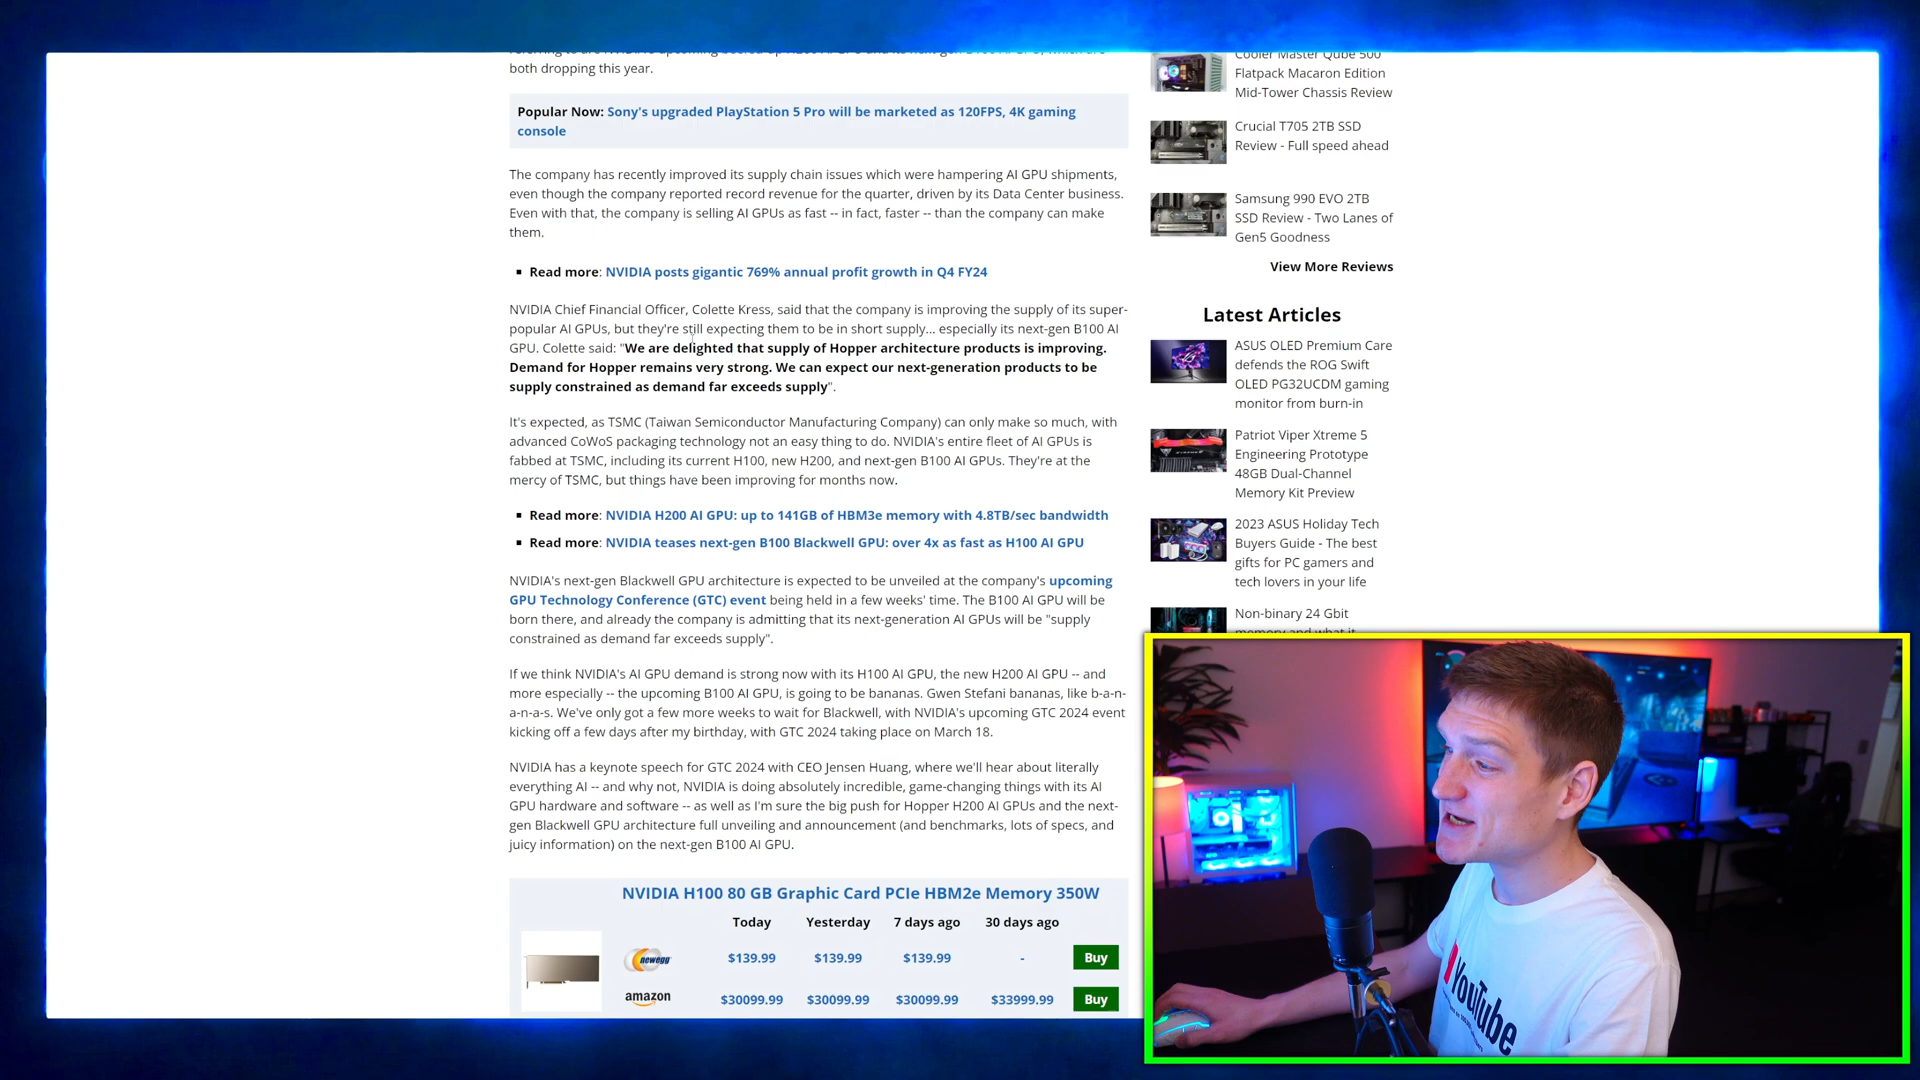 both dropping this year.
Popular Now: Sony's upgraded PlayStation 5 Pro will be marketed as 120FPS, 4K gaming
console
The company has recently improved its supply chain issues which were hampering AI GPU shipments,
even though the company reported record revenue for the quarter, driven by its Data Center business.
Even with that, the company is selling AI GPUs as fast -- in fact, faster -- than the company can make
them.
Read more: NVIDIA posts gigantic 769% annual profit growth in Q4 FY24
NVIDIA Chief Financial Officer, Colette Kress, said that the company is improving the supply of its super-
popular AI GPUs, but they're still expecting them to be in short supply... especially its next-gen B100 AI
GPU. Colette said: "We are delighted that supply of Hopper architecture products is improving.
Demand for Hopper remains very strong. We can expect our next-generation products to be
supply constrained as demand far exceeds supply".
It's expected, as TSMC (Taiwan Semiconductor Manufacturing Company) can only make so much, with
advanced CoWoS packaging technology not an easy thing to do. NVIDIA's entire fleet of AI GPUs is
fabbed at TSMC, including its current H100, new H200, and next-gen B100 AI GPUs. They're at the
mercy of TSMC, but things have been improving for months now.
Read more: NVIDIA H200 AI GPU: up to 141GB of HBM3e memory with 4.8TB/sec bandwidth
Read more: NVIDIA teases next-gen B100 Blackwell GPU: over 4x as fast as H100 AI GPU
NVIDIA's next-gen Blackwell GPU architecture is expected to be unveiled at the company's upcoming
GPU Technology Conference (GTC) event being held in a few weeks' time. The B100 AI GPU will be
born there, and already the company is admitting that its next-generation AI GPUs will be "supply
constrained as demand far exceeds supply".
If we think NVIDIA's AI GPU demand is strong now with its H100 AI GPU, the new H200 AI GPU -- and
more especially -- the upcoming B100 AI GPU, is going to be bananas. Gwen Stefani bananas, like b-a-n-
a-n-a-s. We've only got a few more weeks to wait for Blackwell, with NVIDIA's upcoming GTC 2024 event
kicking off a few days after my birthday, with GTC 2024 taking place on March 18.
NVIDIA has a keynote speech for GTC 2024 with CEO Jensen Huang, where we'll hear about literally
everything AI -- and why not, NVIDIA is doing absolutely incredible, game-changing things with its AI
GPU hardware and software -- as well as I'm sure the big push for Hopper H200 AI GPUs and the next-
gen Blackwell GPU architecture full unveiling and announcement (and benchmarks, lots of specs, and
juicy information) on the next-gen B100 AI GPU.
NVIDIA H100 80 GB Graphic Card PCIe HBM2e Memory 350W
Today Yesterday 7 days ago 30 days ago
newegg $139.99 $139.99 $139.99 - Buy
amazon $30099.99 $30099.99 $30099.99 $33999.99 Buy
Cooler Master Qube 500
Flatpack Macaron Edition
Mid-Tower Chassis Review
Crucial T705 2TB SSD
Review - Full speed ahead
Samsung 990 EVO 2TB
SSD Review - Two Lanes of
Gen5 Goodness
View More Reviews
Latest Articles
ASUS OLED Premium Care
defends the ROG Swift
OLED PG32UCDM gaming
monitor from burn-in
Patriot Viper Xtreme 5
Engineering Prototype
48GB Dual-Channel
Memory Kit Preview
2023 ASUS Holiday Tech
Buyers Guide - The best
gifts for PC gamers and
tech lovers in your life
Non-binary 24 Gbit
memory and what it
YouTube